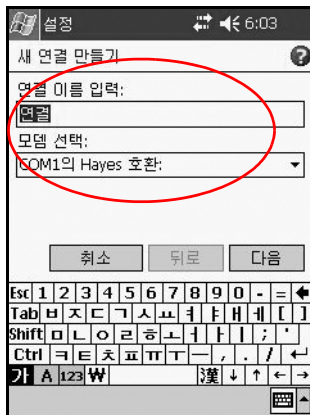 설정 6:03
새 연결 만들기 ?
연결 이름 입력:
연결
모뎀 선택:
COM1의 Hayes 호환:
취소 뒤로 다음
Esc 1 2 3 4 5 6 7 8 9 0 - =
Tab ㅂ ㅈ ㄷ ㄱ ㅅ ㅛ ㅕ ㅑ ㅐ ㅔ [ ]
Shift ㅁ ㄴ ㅇ ㄹ ㅎ ㅗ ㅓ ㅏ ㅣ ; '
Ctrl ㅋ ㅌ ㅊ ㅍ ㅠ ㅜ ㅡ , . /
가 A 123 ₩ 漢 ↓ ↑ ← →